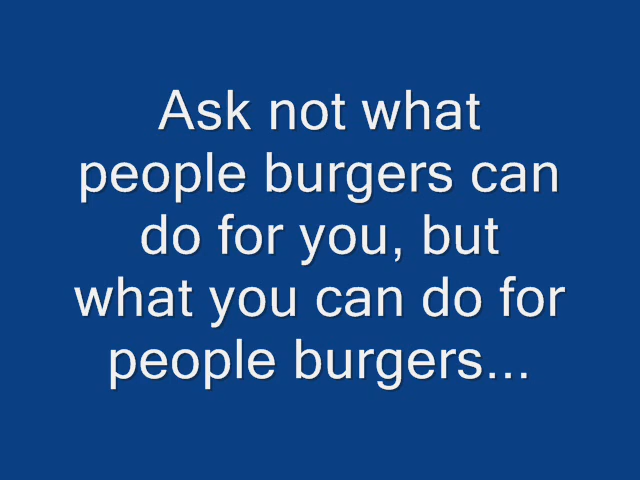 Ask not what
people burgers can
do for you, but
what you can do for
people burgers...